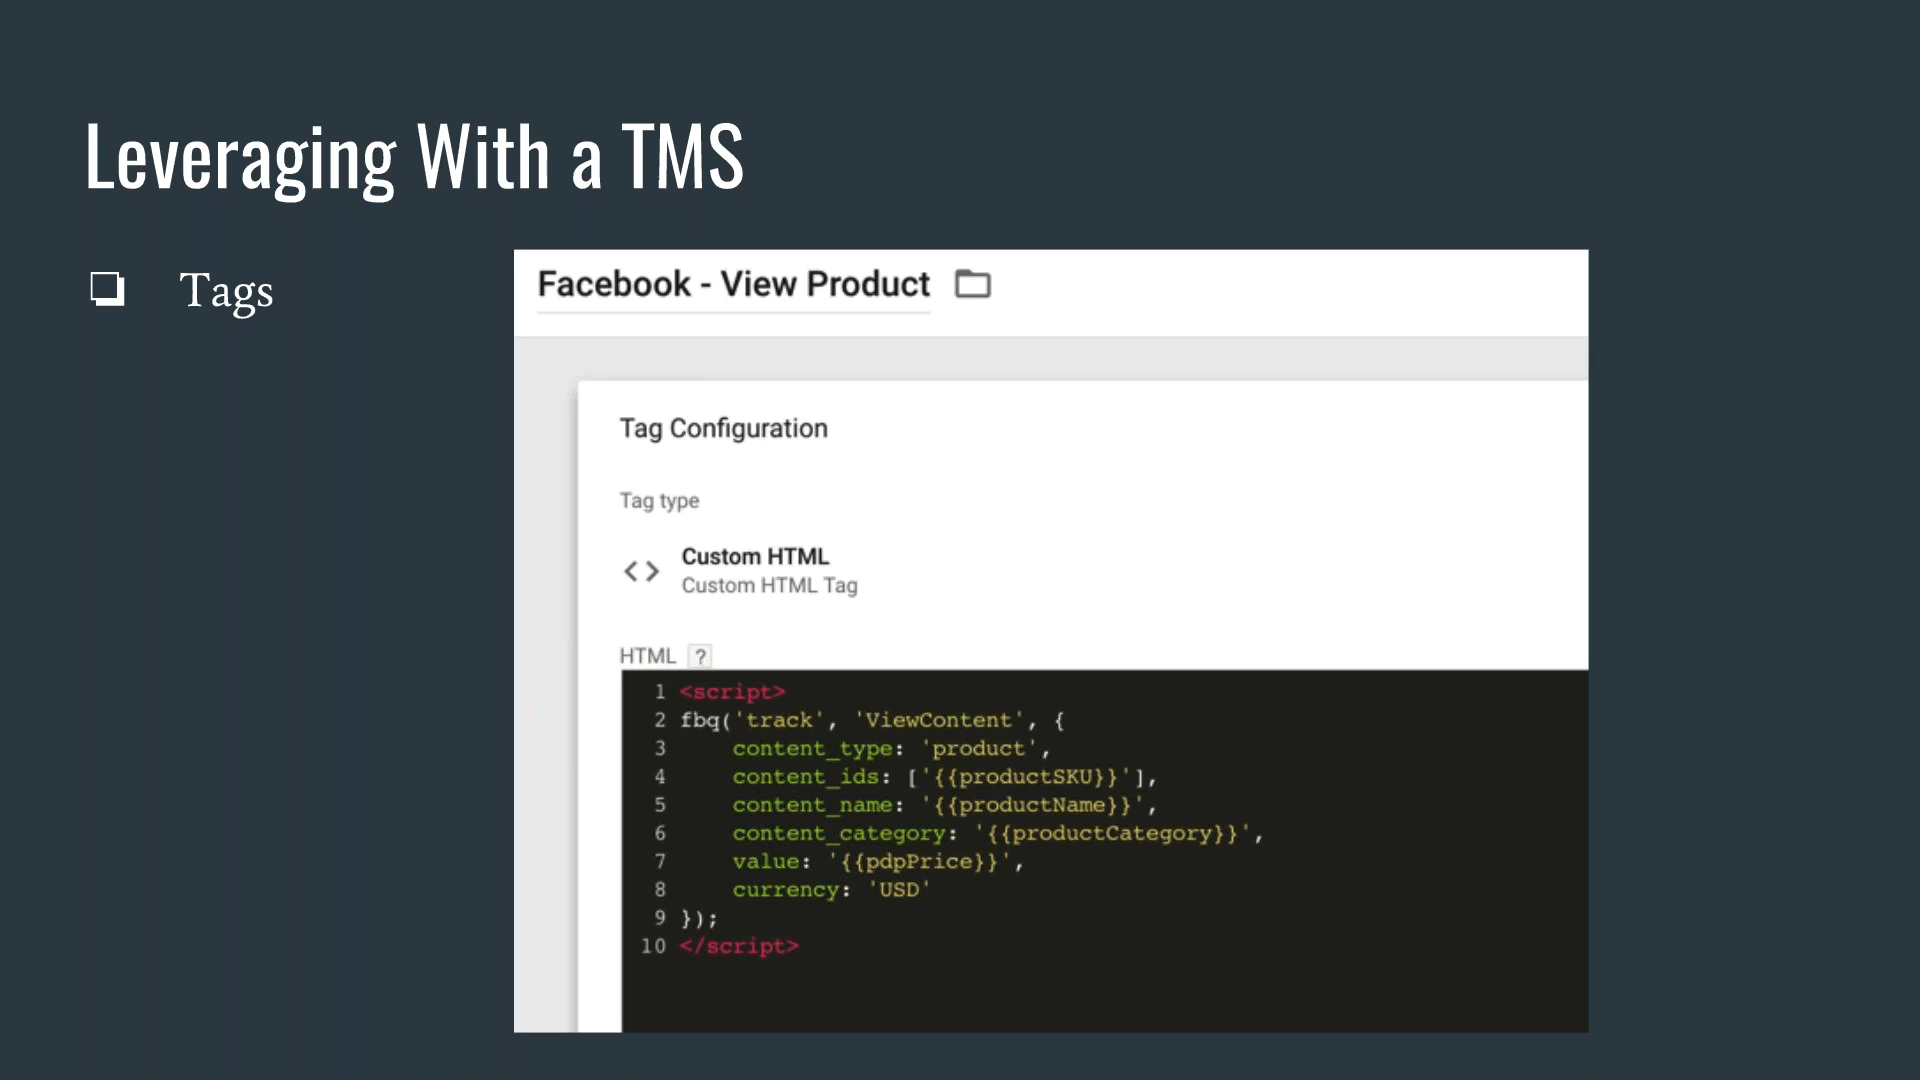 Leveraging With a TMS
❏ Tags
Facebook - View Product
Tag Configuration
Tag type
Custom HTML
Custom HTML Tag
HTML ?
1 <script>
2 fbq('track', 'ViewContent', {
3     content_type: 'product',
4     content_ids: ['{{productSKU}}'],
5     content_name: '{{productName}}',
6     content_category: '{{productCategory}}',
7     value: '{{pdpPrice}}',
8     currency: 'USD'
9 });
10 </script>